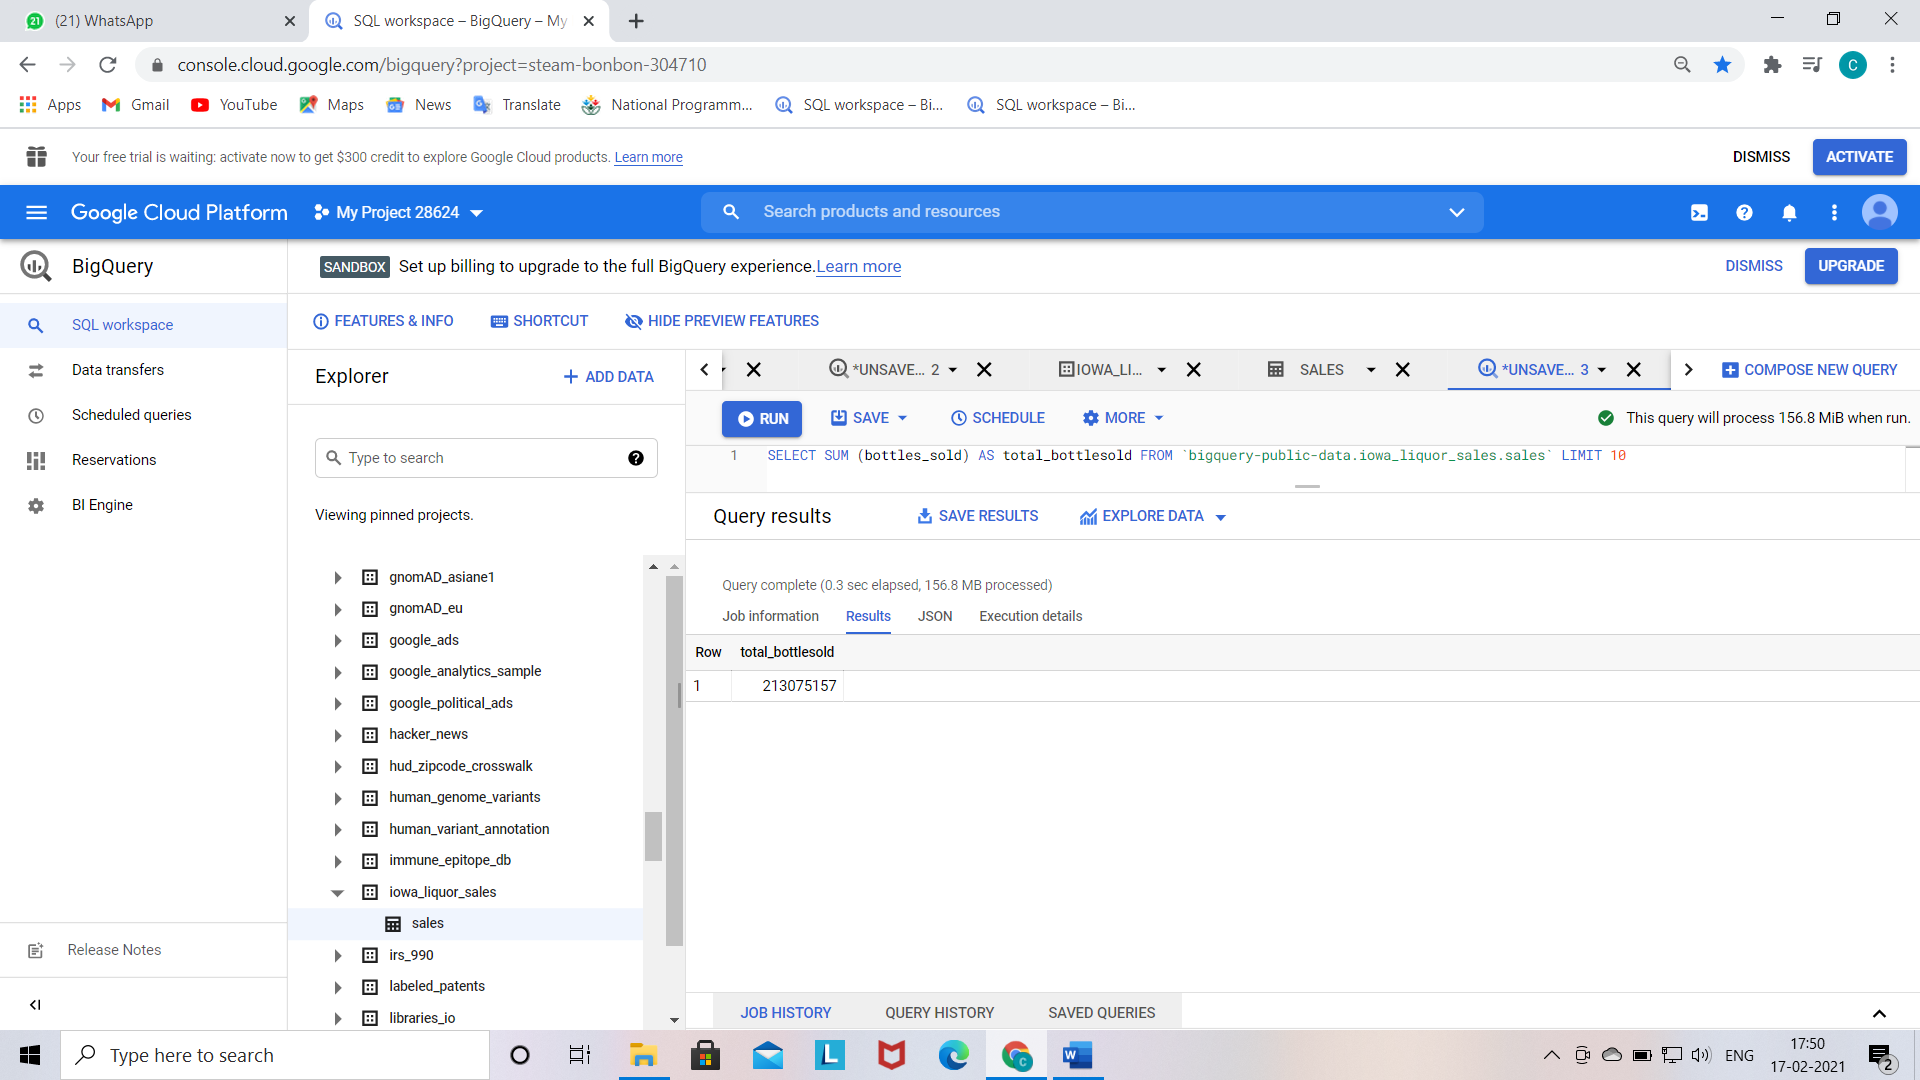 (21) WhatsApp
SQL workspace – BigQuery – My
console.cloud.google.com/bigquery?project=steam-bonbon-304710
C
Apps Gmail YouTube Maps News Translate National Programm... SQL workspace – Bi... SQL workspace – Bi...
Your free trial is waiting: activate now to get $300 credit to explore Google Cloud products. Learn more
DISMISS ACTIVATE
Google Cloud Platform My Project 28624 Search products and resources
BigQuery
SANDBOX Set up billing to upgrade to the full BigQuery experience.Learn more DISMISS UPGRADE
SQL workspace
Data transfers
Scheduled queries
Reservations
BI Engine
Release Notes
FEATURES & INFO SHORTCUT HIDE PREVIEW FEATURES
Explorer ADD DATA
Type to search
Viewing pinned projects.
gnomAD_asiane1
gnomAD_eu
google_ads
google_analytics_sample
google_political_ads
hacker_news
hud_zipcode_crosswalk
human_genome_variants
human_variant_annotation
immune_epitope_db
iowa_liquor_sales
sales
irs_990
labeled_patents
libraries_io
*UNSAVE... 2 IOWA_LI... SALES *UNSAVE... 3 COMPOSE NEW QUERY
RUN SAVE SCHEDULE MORE This query will process 156.8 MiB when run.
1 SELECT SUM (bottles_sold) AS total_bottlesold FROM `bigquery-public-data.iowa_liquor_sales.sales` LIMIT 10
Query results SAVE RESULTS EXPLORE DATA
Query complete (0.3 sec elapsed, 156.8 MB processed)
Job information Results JSON Execution details
Row total_bottlesold
1 213075157
JOB HISTORY QUERY HISTORY SAVED QUERIES
Type here to search
ENG
17:50
17-02-2021
2